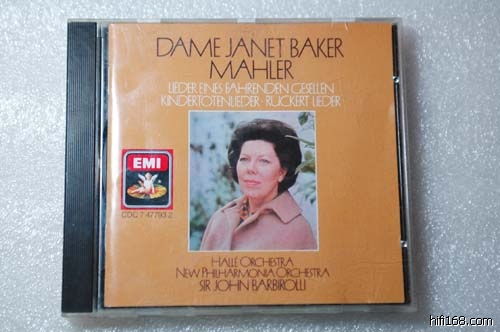 DAME JANET BAKER
MAHLER
LIEDER EINES FAHRENDEN GESELLEN
KINDERTOTENLIEDER · RÜCKERT LIEDER
EMI
CDC 7 47793 2
HALLÉ ORCHESTRA
NEW PHILHARMONIA ORCHESTRA
SIR JOHN BARBIROLLI
hifi168.com